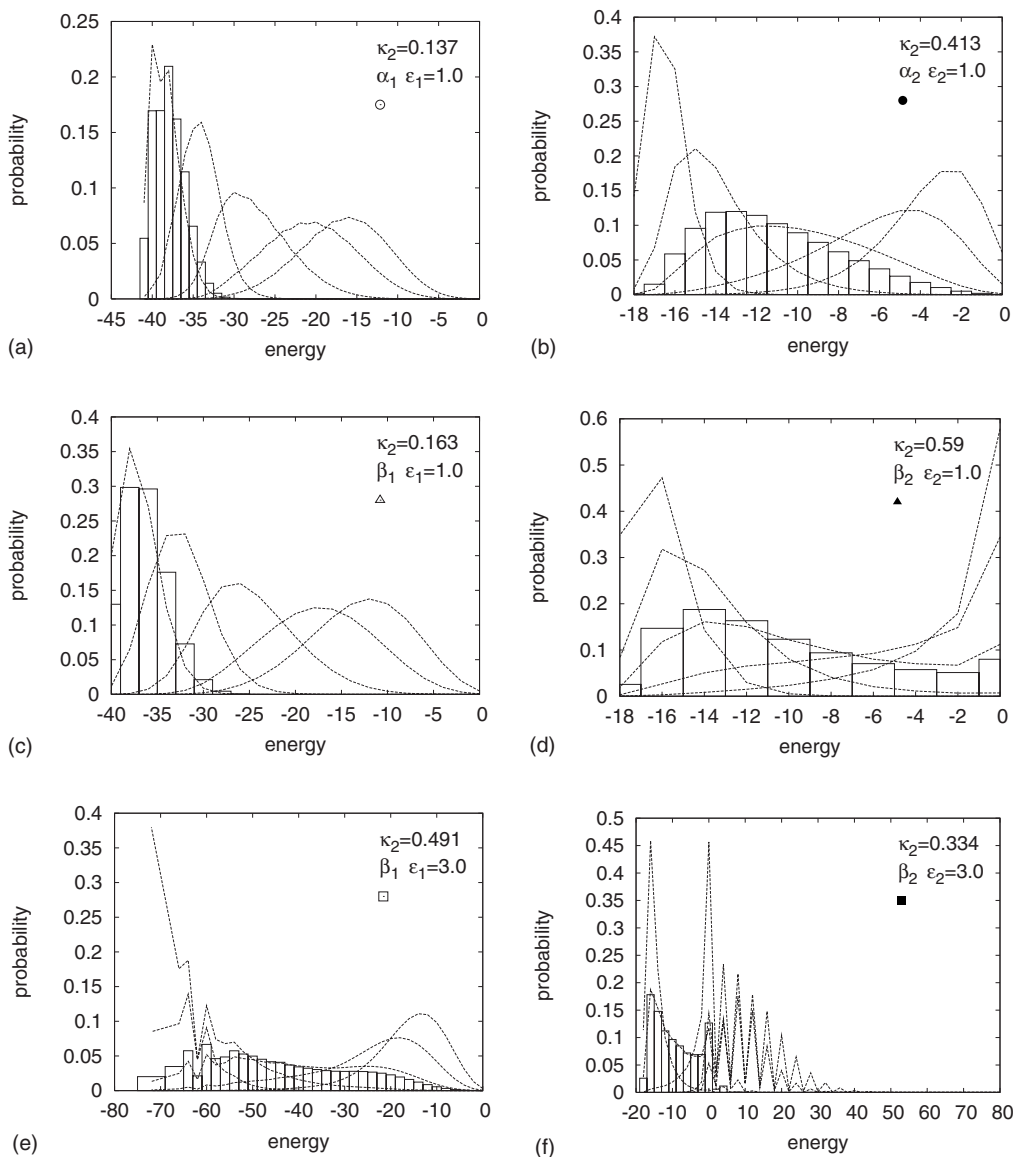 0.25
0.2
0.15
0.1
0.05
0
probability
-45 -40 -35 -30 -25 -20 -15 -10 -5 0
energy
κ2=0.137
α1 ε1=1.0
(a)
0.4
0.35
0.3
0.25
0.2
0.15
0.1
0.05
0
probability
-18 -16 -14 -12 -10 -8 -6 -4 -2 0
energy
κ2=0.413
α2 ε2=1.0
(b)
0.4
0.35
0.3
0.25
0.2
0.15
0.1
0.05
0
probability
-40 -35 -30 -25 -20 -15 -10 -5 0
energy
κ2=0.163
β1 ε1=1.0
(c)
0.6
0.5
0.4
0.3
0.2
0.1
0
probability
-18 -16 -14 -12 -10 -8 -6 -4 -2 0
energy
κ2=0.59
β2 ε2=1.0
(d)
0.4
0.35
0.3
0.25
0.2
0.15
0.1
0.05
0
probability
-80 -70 -60 -50 -40 -30 -20 -10 0
energy
κ2=0.491
β1 ε1=3.0
(e)
0.5
0.45
0.4
0.35
0.3
0.25
0.2
0.15
0.1
0.05
0
probability
-20 -10 0 10 20 30 40 50 60 70 80
energy
κ2=0.334
β2 ε2=3.0
(f)